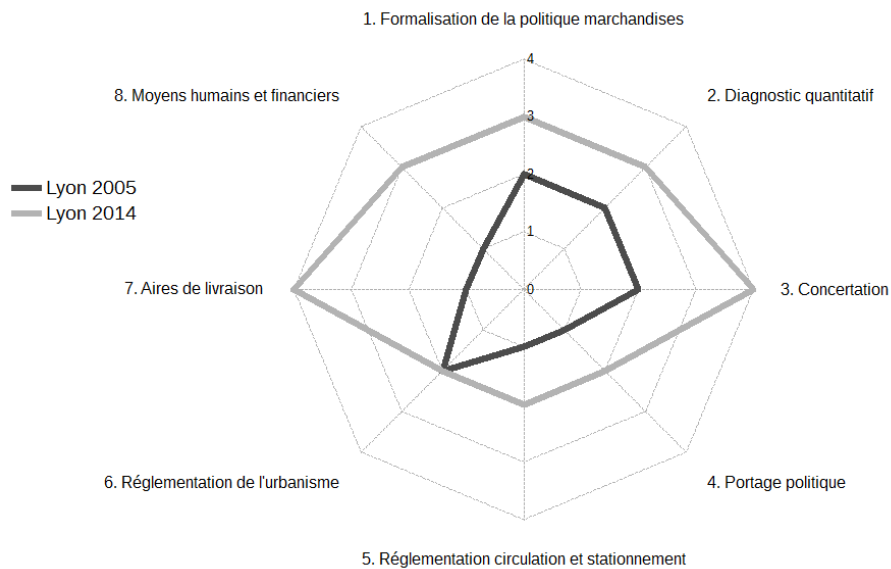 1. Formalisation de la politique marchandises
4
8. Moyens humains et financiers
2. Diagnostic quantitatif
3
Lyon 2005
2
Lyon 2014
1
7. Aires de livraison
0
3. Concertation
6. Réglementation de l'urbanisme
4. Portage politique
5. Réglementation circulation et stationnement